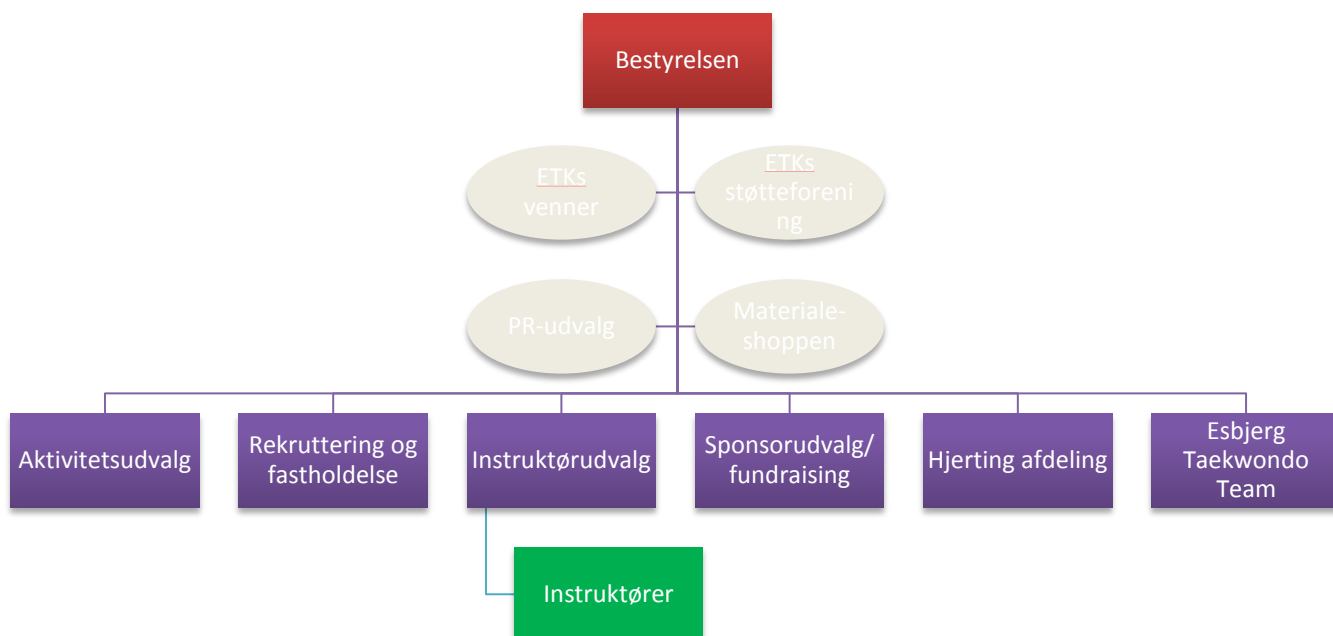 Bestyrelsen
ETKs
venner
ETKs
støtteforeni
ng
PR-udvalg
Materiale-
shoppen
Aktivitetsudvalg
Rekruttering og
fastholdelse
Instruktørudvalg
Sponsorudvalg/
fundraising
Hjerting afdeling
Esbjerg
Taekwondo
Team
Instruktører